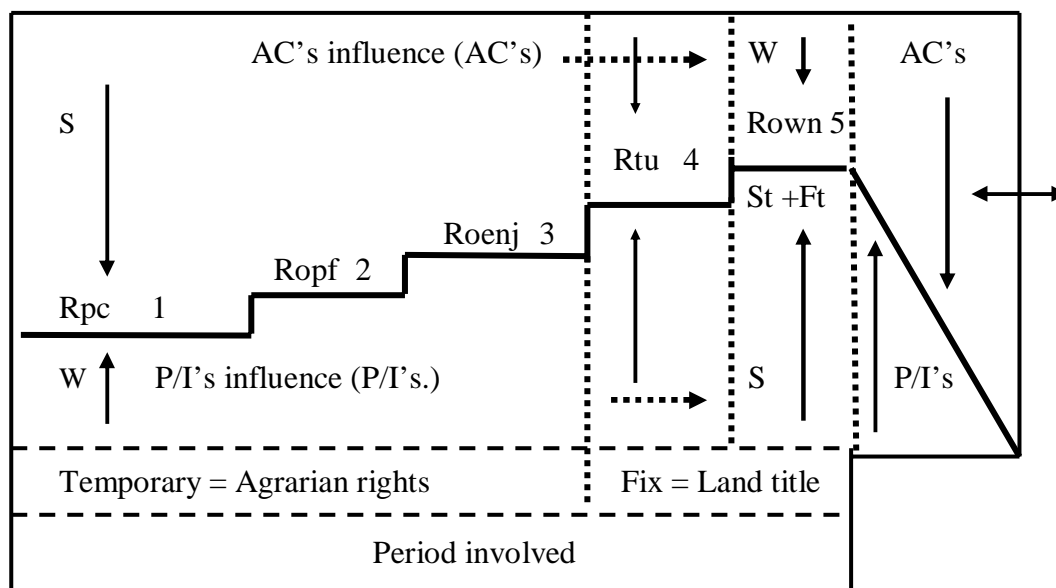 AC’s influence (AC’s)
W
AC’s
S
Rown 5
Rtu 4
St +Ft
Roenj 3
Ropf 2
Rpc 1
W
P/I’s influence (P/I’s.)
S
P/I’s
Temporary = Agrarian rights
Fix = Land title
Period involved